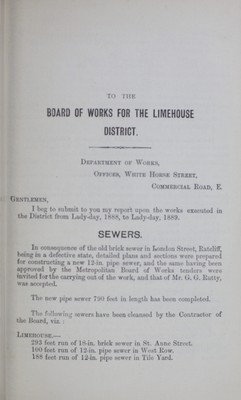 TO THE
BOARD OF WORKS FOR THE LIMEHOUSE
DISTRICT.
Department of Works,
Offices, White Horse Street,
Commercial Road, E.
Gentlemen,
I beg to submit to you my report upon the works executed in
the District from Lady-day, 1888, to Lady-day, 1889.
SEWERS.
In consequence of the old brick sewer in London Street, Ratcliff,
being in a defective state, detailed plans and sections were prepared
for constructing a new 12-in. pipe sewer, and the same having been
approved by the Metropolitan Board of Works tenders were
invited for the carrying out of the work, and that of Mr. G. G. Rutty,
was accepted.
The new pipe sewer 790 feet in length has been completed.
The following sewers have been cleansed by the Contractor of
the Board, viz. :
Limehouse.—
293 feet run of 18-in. brick sewer in St. Anne Street.
100 feet run of 12-in. pipe sewer in West Row.
188 feet run of 12-in. pipe sewer in Tile Yard.